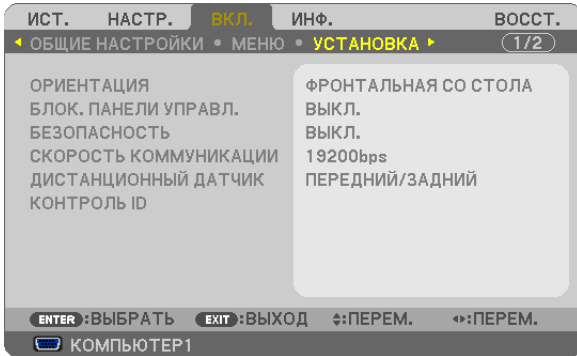 ИСТ. НАСТР. ВКЛ. ИНФ. ВОССТ.
ОБЩИЕ НАСТРОЙКИ • МЕНЮ • УСТАНОВКА 1/2
ОРИЕНТАЦИЯ ФРОНТАЛЬНАЯ СО СТОЛА
БЛОК. ПАНЕЛИ УПРАВЛ. ВЫКЛ.
БЕЗОПАСНОСТЬ ВЫКЛ.
СКОРОСТЬ КОММУНИКАЦИИ 19200bps
ДИСТАНЦИОННЫЙ ДАТЧИК ПЕРЕДНИЙ/ЗАДНИЙ
КОНТРОЛЬ ID
ENTER :ВЫБРАТЬ EXIT :ВЫХОД :ПЕРЕМ. :ПЕРЕМ.
КОМПЬЮТЕР1